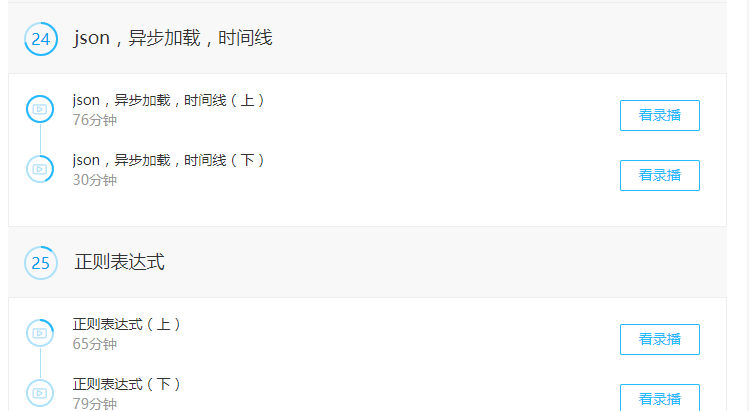 24 json，异步加载，时间线
json，异步加载，时间线（上）
76分钟
看录播
json，异步加载，时间线（下）
30分钟
看录播
25 正则表达式
正则表达式（上）
65分钟
看录播
正则表达式（下）
79分钟
看录播